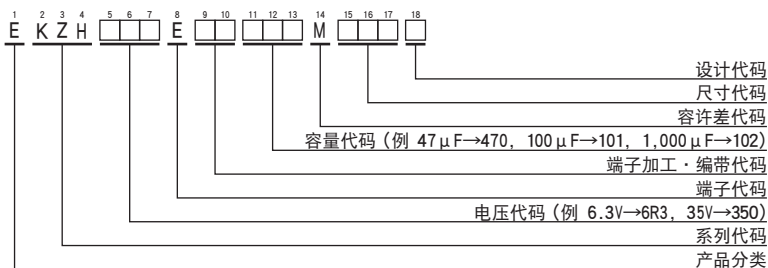 1 2 3 4 5 6 7 8 9 10 11 12 13 14 15 16 17 18
E K Z H □□□ E □□ □□□ M □□□ □
设计代码
尺寸代码
容许差代码
容量代码 (例 47μF→470, 100μF→101, 1,000μF→102)
端子加工・编带代码
端子代码
电压代码 (例 6.3V→6R3, 35V→350)
系列代码
产品分类